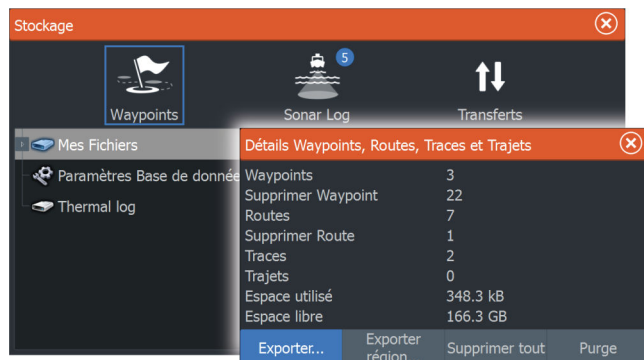 Stockage
5
Waypoints Sonar Log Transferts
Mes Fichiers
Paramètres Base de donnée
Thermal log
Détails Waypoints, Routes, Traces et Trajets
Waypoints 3
Supprimer Waypoint 22
Routes 7
Supprimer Route 1
Traces 2
Trajets 0
Espace utilisé 348.3 kB
Espace libre 166.3 GB
Exporter... Exporter région Supprimer tout Purge